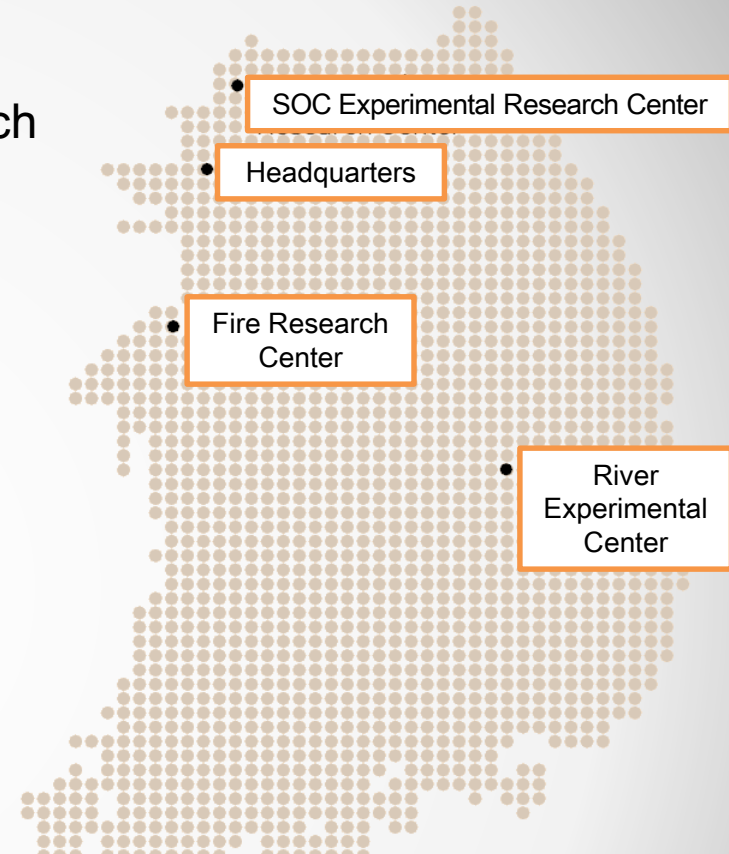 ch
SOC Experimental Research Center
Headquarters
Fire Research
Center
River
Experimental
Center